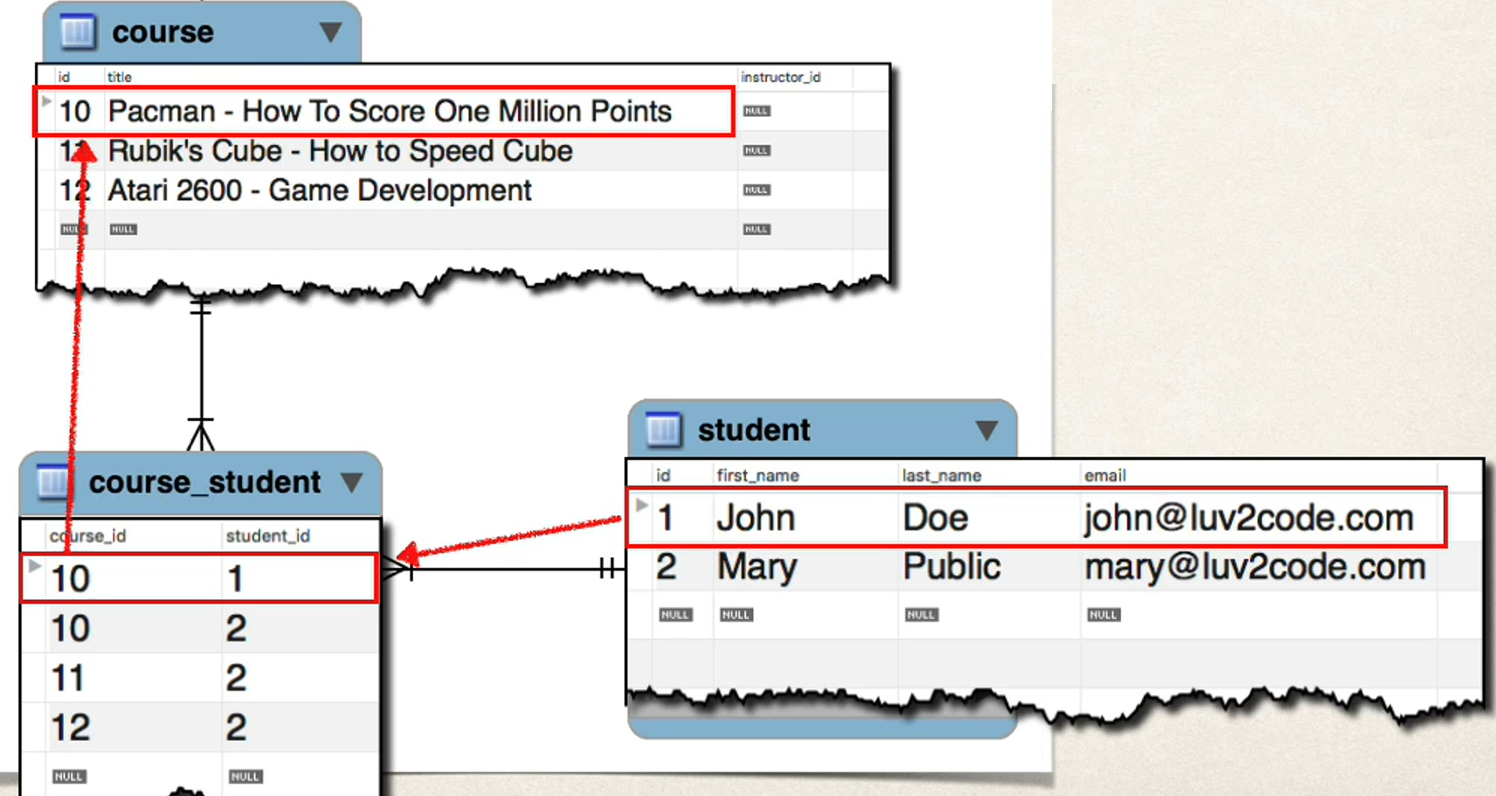 course
id title instructor_id
10 Pacman - How To Score One Million Points NULL
11 Rubik's Cube - How to Speed Cube NULL
12 Atari 2600 - Game Development NULL
NULL NULL NULL
student
id first_name last_name email
1 John Doe john@luv2code.com
2 Mary Public mary@luv2code.com
NULL NULL NULL NULL
course_student
course_id student_id
10 1
10 2
11 2
12 2
NULL NULL